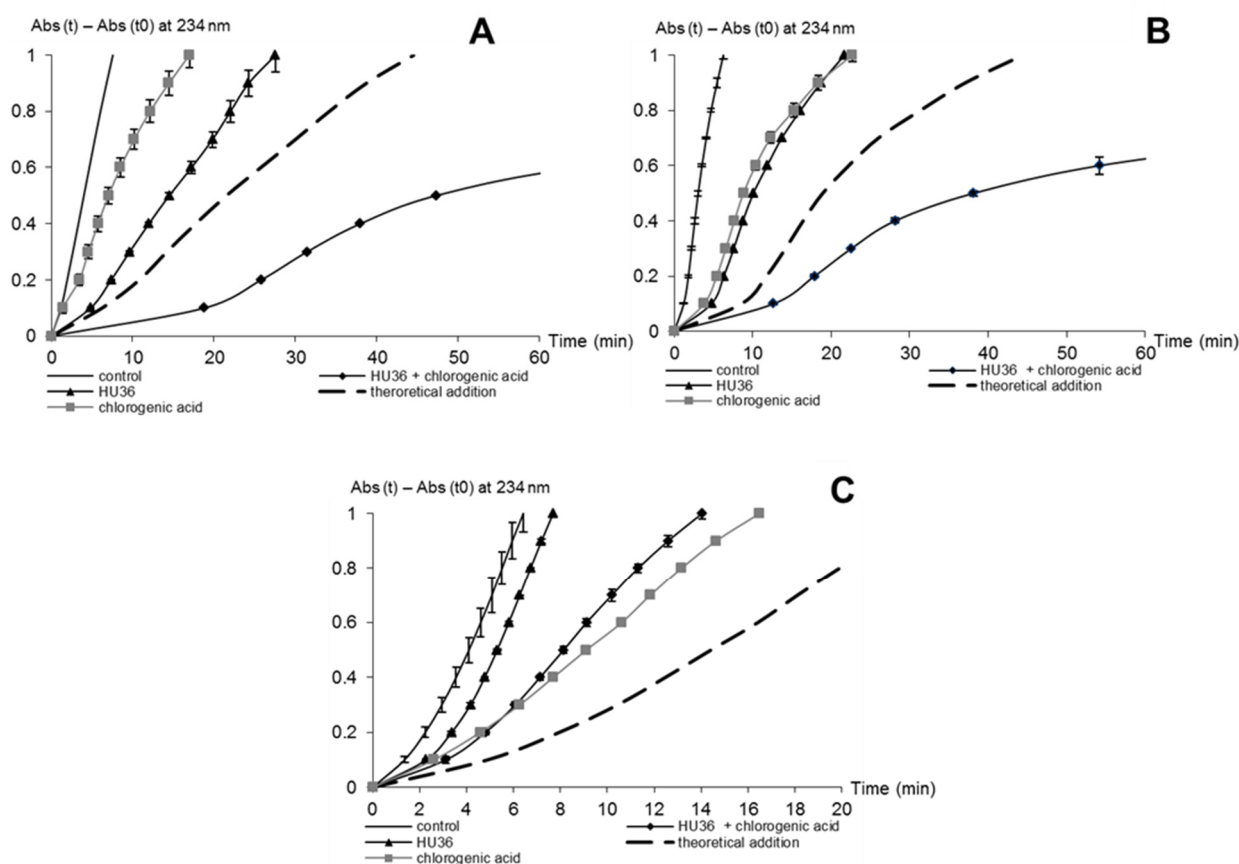 Abs (t) – Abs (t0) at 234 nm
A
1
0.8
0.6
0.4
0.2
0
0 10 20 30 40 50 60
Time (min)
control
HU36 + chlorogenic acid
HU36
theroretical addition
chlorogenic acid
Abs (t) – Abs (t0) at 234 nm
B
1
0.8
0.6
0.4
0.2
0
0 10 20 30 40 50 60
Time (min)
control
HU36 + chlorogenic acid
HU36
theoretical addition
chlorogenic acid
Abs (t) – Abs (t0) at 234 nm
C
1
0.8
0.6
0.4
0.2
0
0 2 4 6 8 10 12 14 16 18 20
Time (min)
control
HU36 + chlorogenic acid
HU36
theoretical addition
chlorogenic acid